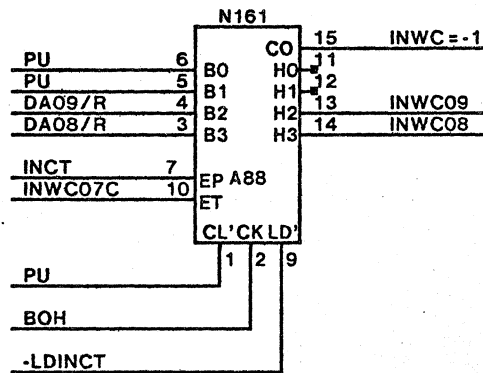 N161
CO 15 INWC=-1
PU 6 B0 H0 11
PU 5 B1 H1 12
DA09/R 4 B2 H2 13 INWC09
DA08/R 3 B3 H3 14 INWC08
INCT 7 EP A88
INWC07C 10 ET
CL' CK LD'
1 2 9
PU
BOH
-LDINCT